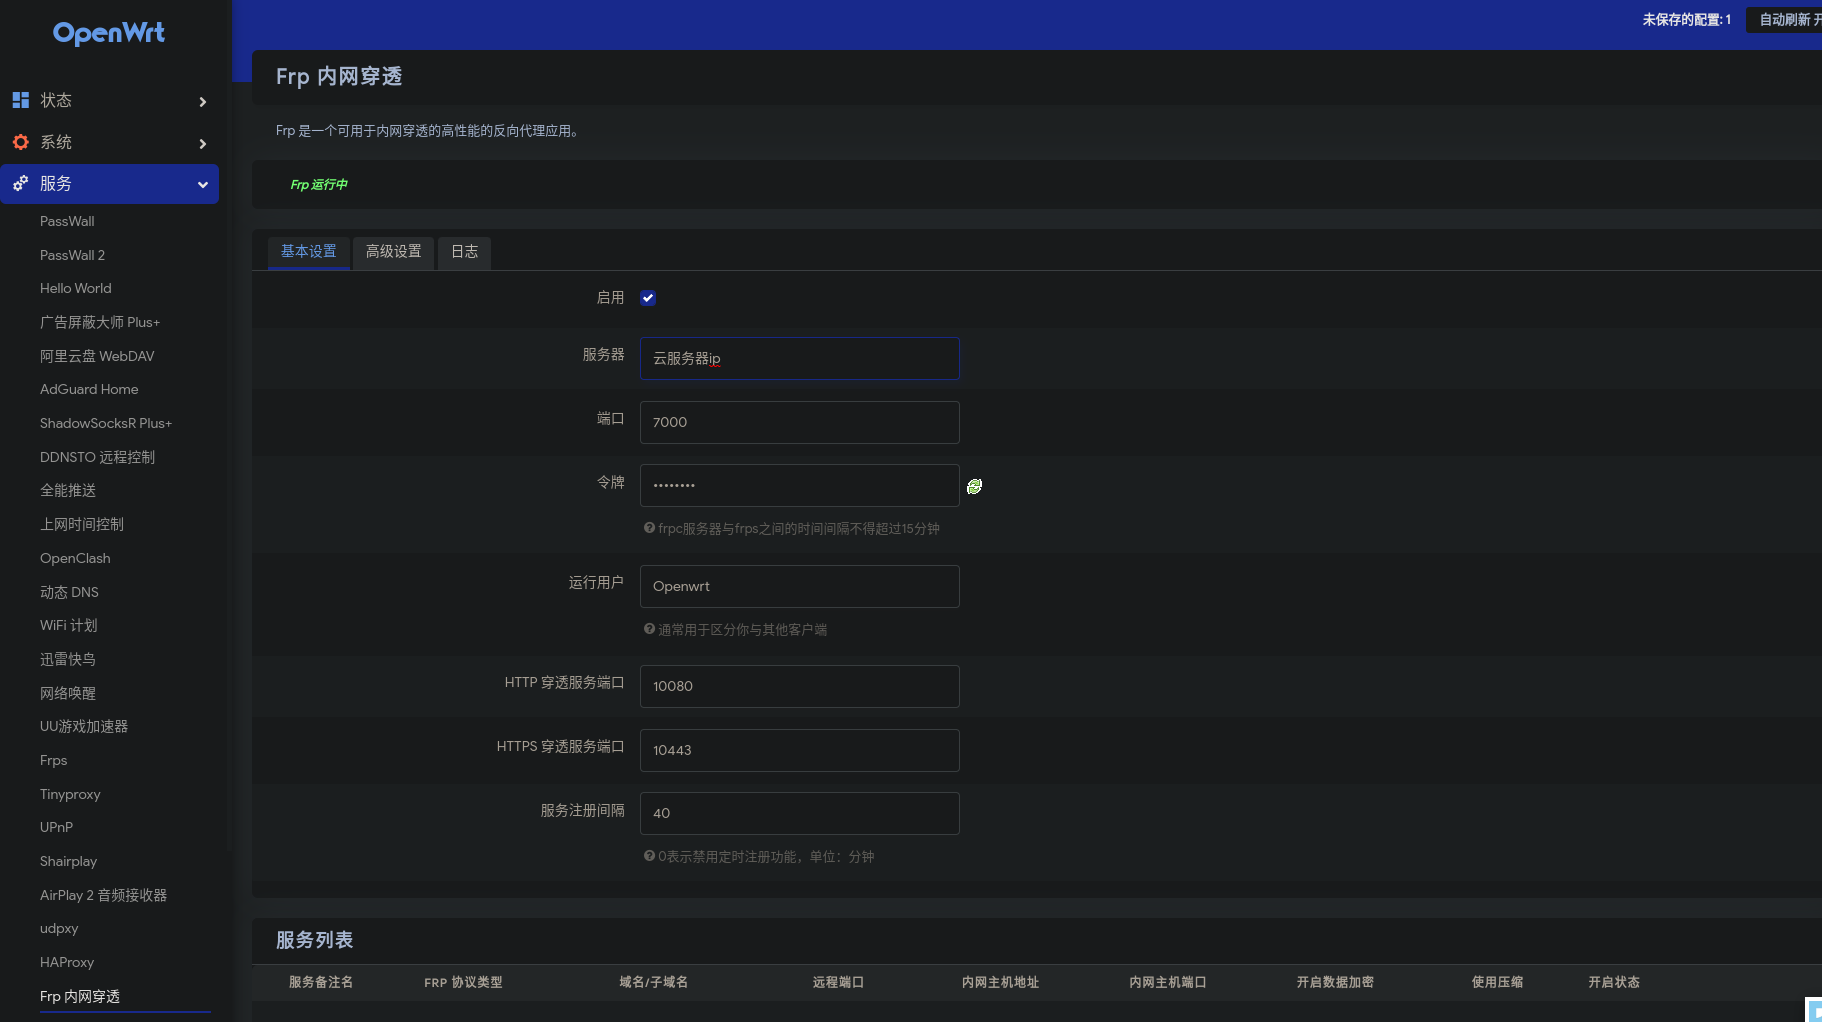 OpenWrt
未保存的配置: 1
自动刷新 开
状态
系统
服务
PassWall
PassWall 2
Hello World
广告屏蔽大师 Plus+
阿里云盘 WebDAV
AdGuard Home
ShadowSocksR Plus+
DDNSTO 远程控制
全能推送
上网时间控制
OpenClash
动态 DNS
WiFi 计划
迅雷快鸟
网络唤醒
UU游戏加速器
Frps
Tinyproxy
UPnP
Shairplay
AirPlay 2 音频接收器
udpxy
HAProxy
Frp 内网穿透
Frp 内网穿透
Frp 是一个可用于内网穿透的高性能的反向代理应用。
Frp 运行中
基本设置 高级设置 日志
启用
服务器 云服务器ip
端口 7000
令牌 ••••••••
frpc服务器与frps之间的时间间隔不得超过15分钟
运行用户 Openwrt
通常用于区分你与其他客户端
HTTP 穿透服务端口 10080
HTTPS 穿透服务端口 10443
服务注册间隔 40
0表示禁用定时注册功能，单位：分钟
服务列表
服务备注名 FRP 协议类型 域名/子域名 远程端口 内网主机地址 内网主机端口 开启数据加密 使用压缩 开启状态